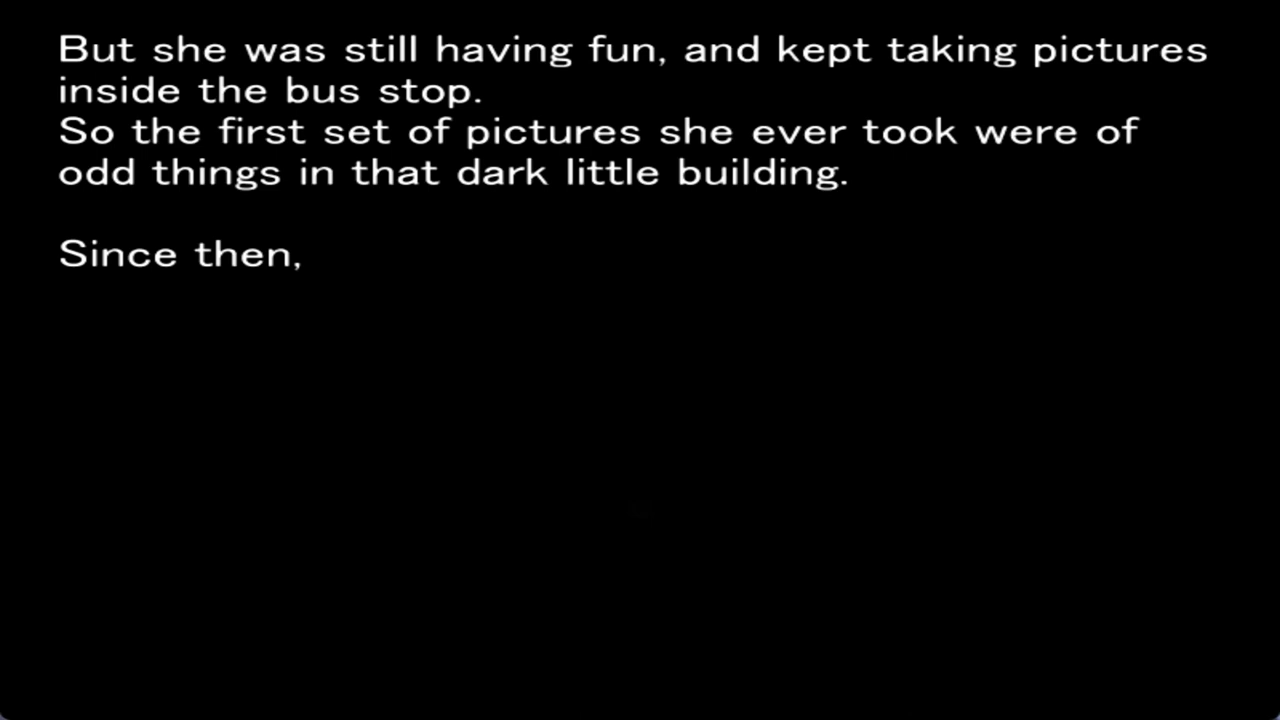 But she was still having fun, and kept taking pictures
inside the bus stop.
So the first set of pictures she ever took were of
odd things in that dark little building.
Since then,